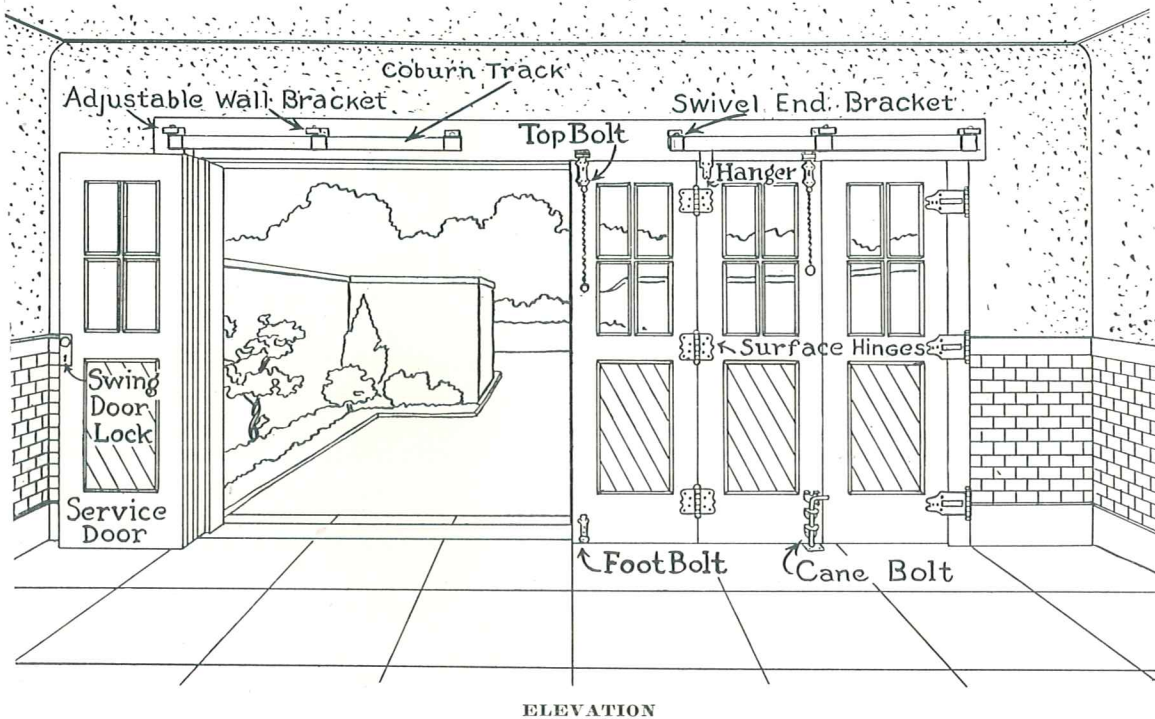 Coburn Track
Adjustable Wall Bracket
Swivel End Bracket
Top Bolt
Hanger
Surface Hinges
Swing
Door
Lock
Service
Door
Foot Bolt
Cane Bolt
ELEVATION